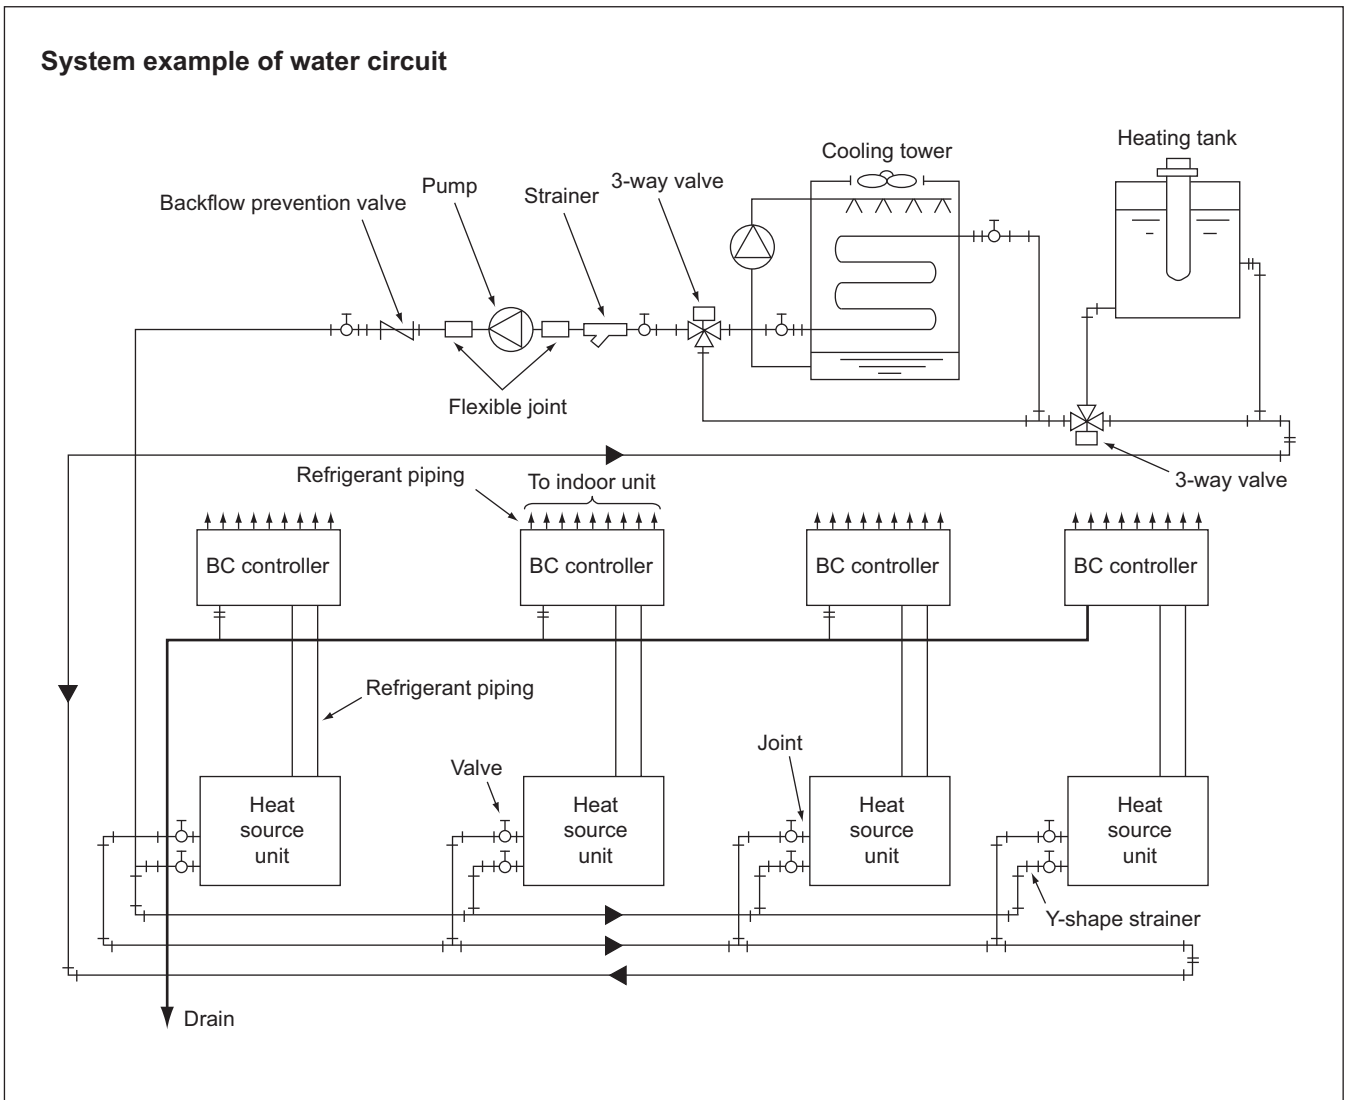 System example of water circuit
Heating tank
Cooling tower
3-way valve
Pump
Strainer
Backflow prevention valve
Flexible joint
Refrigerant piping
To indoor unit
3-way valve
BC controller
BC controller
BC controller
BC controller
Refrigerant piping
Joint
Valve
Heat
source
unit
Heat
source
unit
Heat
source
unit
Heat
source
unit
Y-shape strainer
Drain